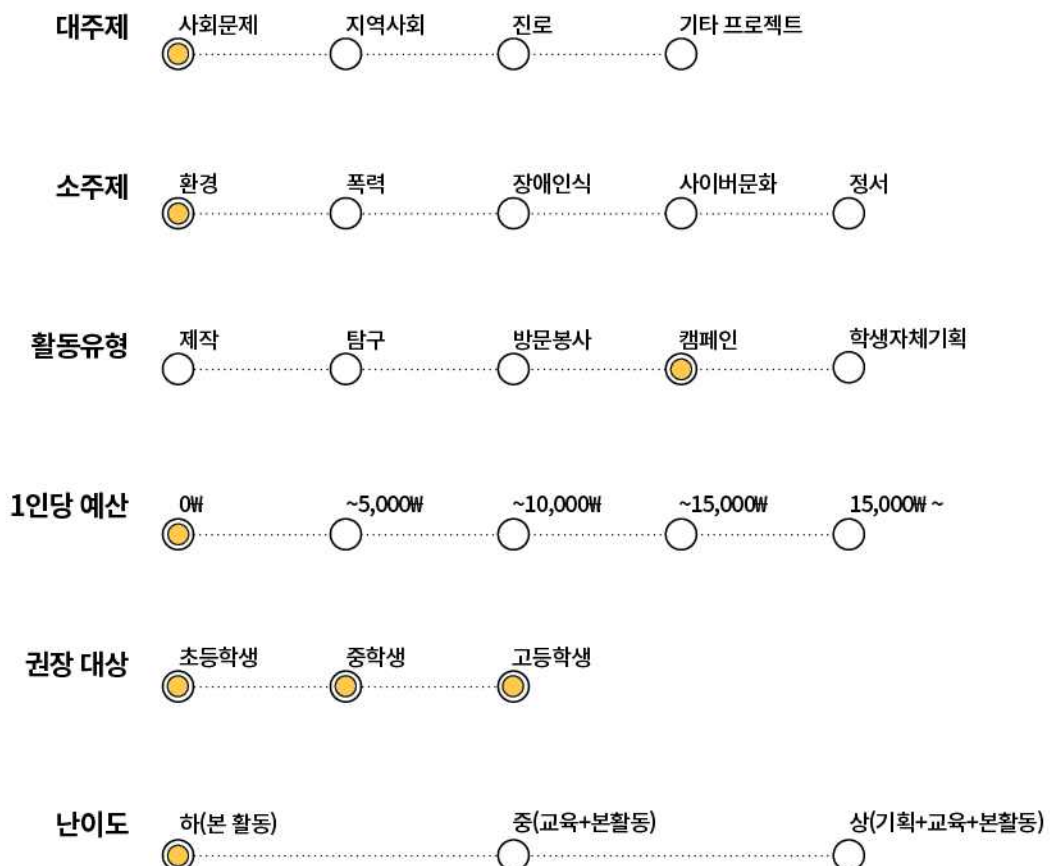 대주제 사회문제 지역사회 진로 기타 프로젝트
소주제 환경 폭력 장애인식 사이버문화 정서
활동유형 제작 탐구 방문봉사 캠페인 학생자체기획
1인당 예산 0₩ ~5,000₩ ~10,000₩ ~15,000₩ 15,000₩ ~
권장 대상 초등학생 중학생 고등학생
난이도 하(본 활동) 중(교육+본활동) 상(기획+교육+본활동)